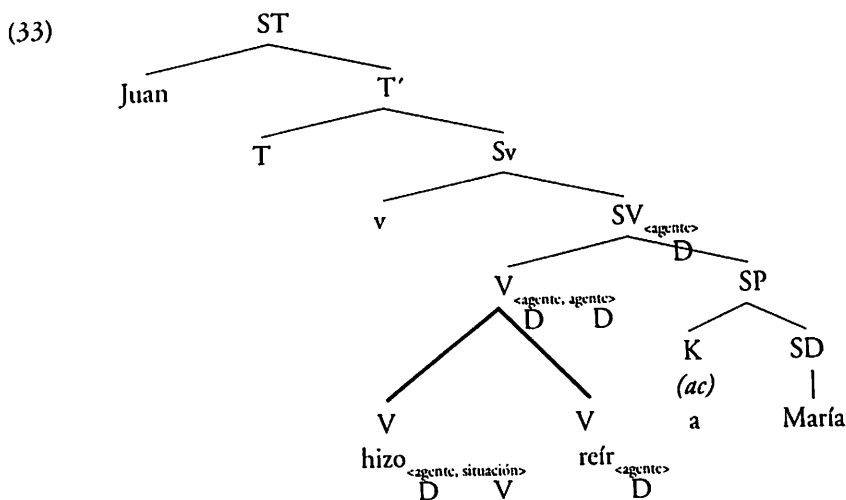 (33)
ST
Juan
T′
T
Sv
v
SV <agente>
D
SP
V <agente, agente>
D D
K
SD
(ac)
a
María
V
V
hizo <agente, situación>
D V
reír <agente>
D